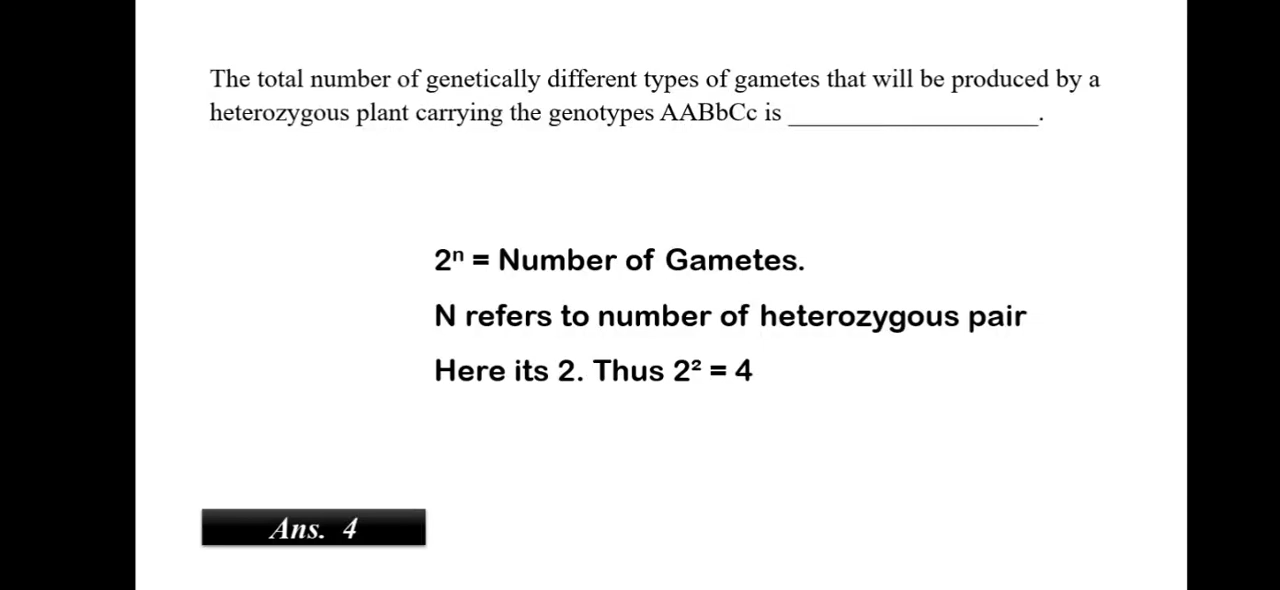 The total number of genetically different types of gametes that will be produced by a
heterozygous plant carrying the genotypes AABbCc is ____________________.
2ⁿ = Number of Gametes.
N refers to number of heterozygous pair
Here its 2. Thus 2² = 4
Ans. 4